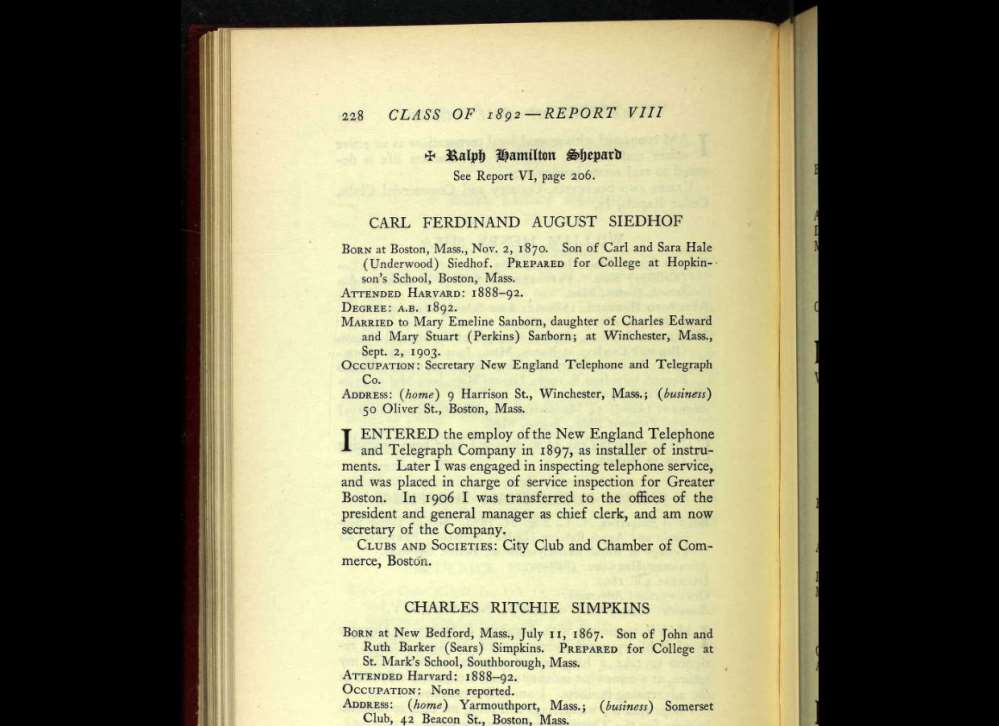 228 CLASS OF 1892—REPORT VIII
✠ Ralph Hamilton Shepard
See Report VI, page 206.
CARL FERDINAND AUGUST SIEDHOF
BORN at Boston, Mass., Nov. 2, 1870. Son of Carl and Sara Hale
(Underwood) Siedhof. PREPARED for College at Hopkin-
son's School, Boston, Mass.
ATTENDED HARVARD: 1888–92.
DEGREE: A.B. 1892.
MARRIED to Mary Emeline Sanborn, daughter of Charles Edward
and Mary Stuart (Perkins) Sanborn; at Winchester, Mass.,
Sept. 2, 1903.
OCCUPATION: Secretary New England Telephone and Telegraph
Co.
ADDRESS: (home) 9 Harrison St., Winchester, Mass.; (business)
50 Oliver St., Boston, Mass.
I ENTERED the employ of the New England Telephone
and Telegraph Company in 1897, as installer of instru-
ments. Later I was engaged in inspecting telephone service,
and was placed in charge of service inspection for Greater
Boston. In 1906 I was transferred to the offices of the
president and general manager as chief clerk, and am now
secretary of the Company.
CLUBS AND SOCIETIES: City Club and Chamber of Com-
merce, Boston.
CHARLES RITCHIE SIMPKINS
BORN at New Bedford, Mass., July 11, 1867. Son of John and
Ruth Barker (Sears) Simpkins. PREPARED for College at
St. Mark's School, Southborough, Mass.
ATTENDED Harvard: 1888–92.
OCCUPATION: None reported.
ADDRESS: (home) Yarmouthport, Mass.; (business) Somerset
Club, 42 Beacon St., Boston, Mass.